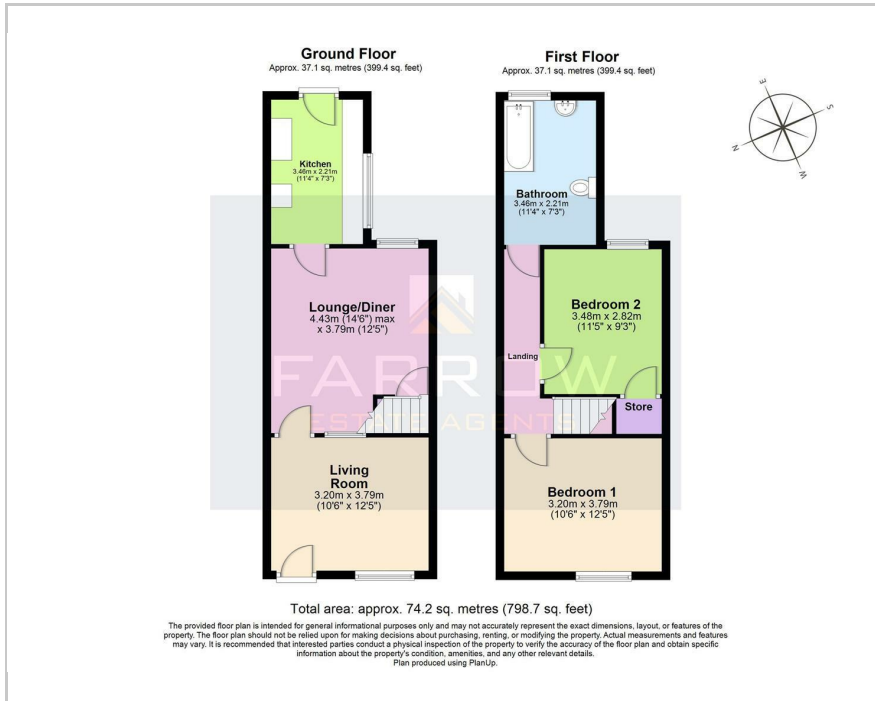 Ground Floor
Approx. 37.1 sq. metres (399.4 sq. feet)
Kitchen
3.46m x 2.21m
(11'4" x 7'3")
Lounge/Diner
4.43m (14'6") max
x 3.79m (12'5")
Living
Room
3.20m x 3.79m
(10'6" x 12'5")
First Floor
Approx. 37.1 sq. metres (399.4 sq. feet)
Bathroom
3.46m x 2.21m
(11'4" x 7'3")
Bedroom 2
3.48m x 2.82m
(11'5" x 9'3")
Landing
Store
Bedroom 1
3.20m x 3.79m
(10'6" x 12'5")
E
S
N
W
FARROW
ESTATE AGENTS
Total area: approx. 74.2 sq. metres (798.7 sq. feet)
The provided floor plan is intended for general informational purposes only and may not accurately represent the exact dimensions, layout, or features of the
property. The floor plan should not be relied upon for making decisions about purchasing, renting, or modifying the property. Actual measurements and features
may vary. It is recommended that interested parties conduct a physical inspection of the property to verify the accuracy of the floor plan and obtain specific
information about the property's condition, amenities, and any other relevant details.
Plan produced using PlanUp.